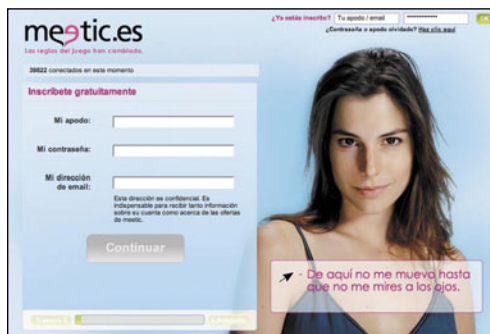 meetic.es
Las reglas del juego han cambiado.
¿Ya estás inscrito?
Tu apodo / email
¿Contraseña o apodo olvidado? Haz clic aquí
39822 conectados en este momento
Inscríbete gratuitamente
Mi apodo:
Mi contraseña:
Mi dirección
de email:
Esta dirección es confidencial. Es
indispensable para recibir tanto información
sobre su cuenta como acerca de las ofertas
de meetic.
Continuar
- De aquí no me mueva hasta
que no me mires a los ojos.